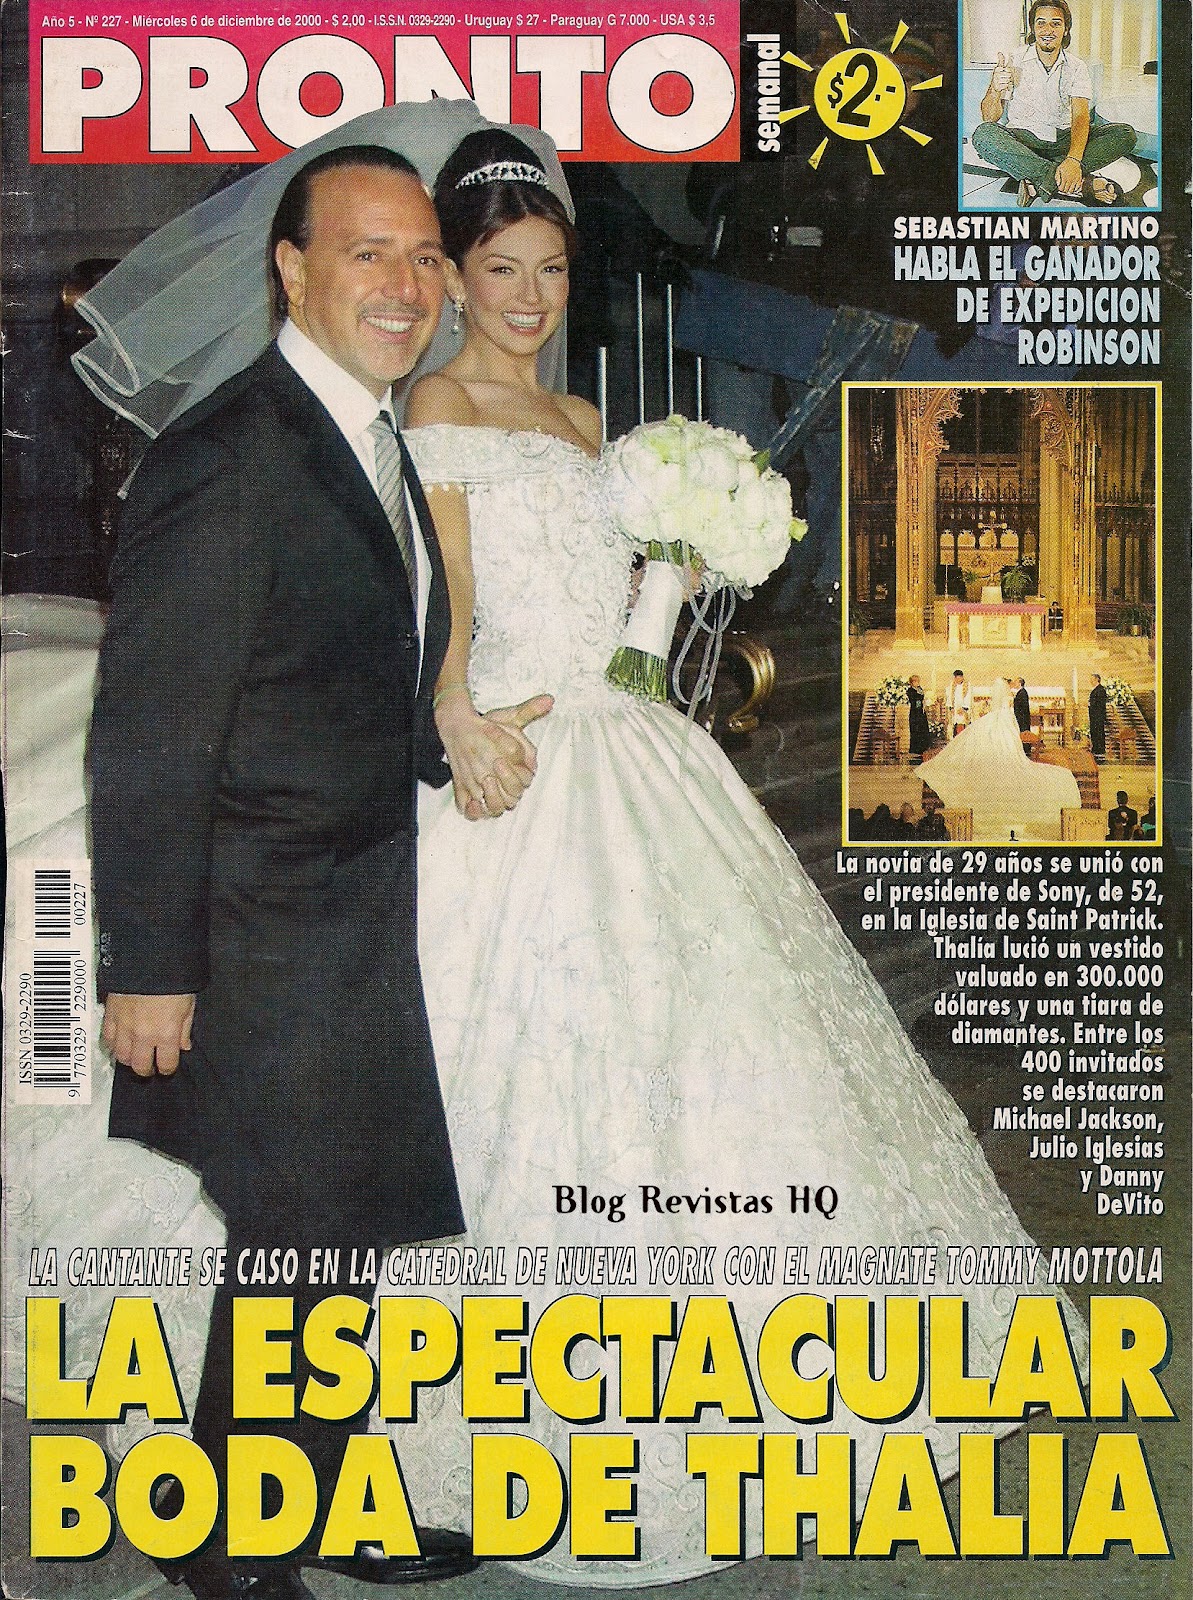 Año 5 - Nº 227 - Miércoles 6 de diciembre de 2000 - $ 2,00 - I.S.S.N. 0329-2290 - Uruguay $ 27 - Paraguay G 7.000 - USA $ 3,5
PRONTO
semanal
$2.-
SEBASTIAN MARTINO
HABLA EL GANADOR
DE EXPEDICION
ROBINSON
La novia de 29 años se unió con
el presidente de Sony, de 52,
en la Iglesia de Saint Patrick.
Thalía lució un vestido
valuado en 300.000
dólares y una tiara de
diamantes. Entre los
400 invitados
se destacaron
Michael Jackson,
Julio Iglesias
y Danny
DeVito
ISSN 0329-2290
9 770329 229000
00227
Blog Revistas HQ
LA CANTANTE SE CASO EN LA CATEDRAL DE NUEVA YORK CON EL MAGNATE TOMMY MOTTOLA
LA ESPECTACULAR
BODA DE THALIA